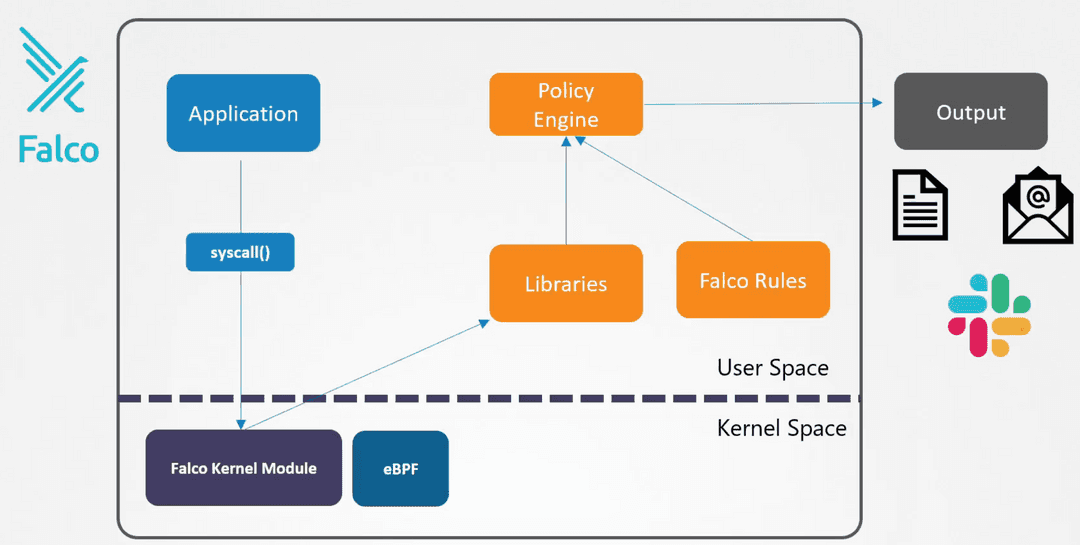 Falco
Application
syscall()
Policy
Engine
Output
@
Libraries
Falco Rules
User Space
Kernel Space
Falco Kernel Module
eBPF